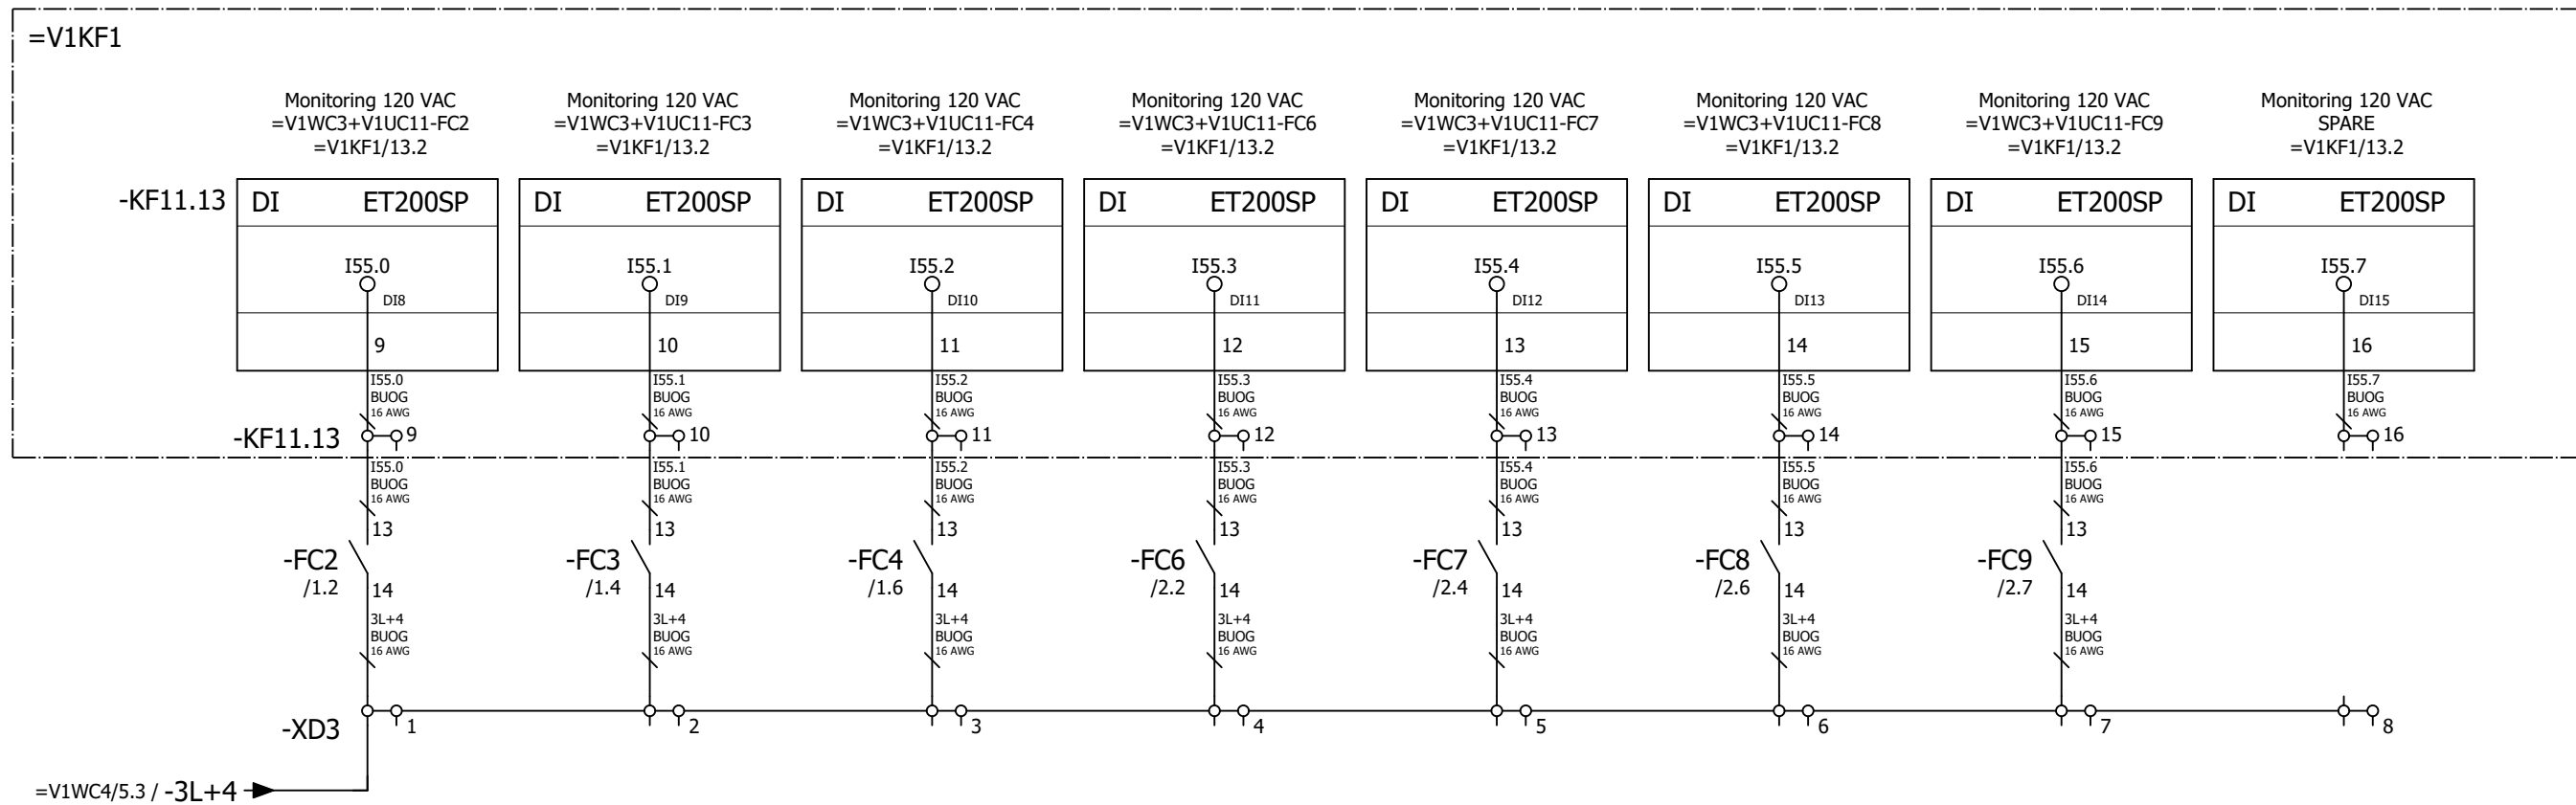 =V1KF1
Monitoring 120 VAC
=V1WC3+V1UC11-FC2
=V1KF1/13.2
Monitoring 120 VAC
=V1WC3+V1UC11-FC3
=V1KF1/13.2
Monitoring 120 VAC
=V1WC3+V1UC11-FC4
=V1KF1/13.2
Monitoring 120 VAC
=V1WC3+V1UC11-FC6
=V1KF1/13.2
Monitoring 120 VAC
=V1WC3+V1UC11-FC7
=V1KF1/13.2
Monitoring 120 VAC
=V1WC3+V1UC11-FC8
=V1KF1/13.2
Monitoring 120 VAC
=V1WC3+V1UC11-FC9
=V1KF1/13.2
Monitoring 120 VAC
SPARE
=V1KF1/13.2
-KF11.13
DI ET200SP
I55.0
DI8
9
I55.0
BUOG
16 AWG
DI ET200SP
I55.1
DI9
10
I55.1
BUOG
16 AWG
DI ET200SP
I55.2
DI10
11
I55.2
BUOG
16 AWG
DI ET200SP
I55.3
DI11
12
I55.3
BUOG
16 AWG
DI ET200SP
I55.4
DI12
13
I55.4
BUOG
16 AWG
DI ET200SP
I55.5
DI13
14
I55.5
BUOG
16 AWG
DI ET200SP
I55.6
DI14
15
I55.6
BUOG
16 AWG
DI ET200SP
I55.7
DI15
16
I55.7
BUOG
16 AWG
-KF11.13 9 10 11 12 13 14 15 16
I55.0
BUOG
16 AWG
13
-FC2
/1.2
14
3L+4
BUOG
16 AWG
I55.1
BUOG
16 AWG
13
-FC3
/1.4
14
3L+4
BUOG
16 AWG
I55.2
BUOG
16 AWG
13
-FC4
/1.6
14
3L+4
BUOG
16 AWG
I55.3
BUOG
16 AWG
13
-FC6
/2.2
14
3L+4
BUOG
16 AWG
I55.4
BUOG
16 AWG
13
-FC7
/2.4
14
3L+4
BUOG
16 AWG
I55.5
BUOG
16 AWG
13
-FC8
/2.6
14
3L+4
BUOG
16 AWG
I55.6
BUOG
16 AWG
13
-FC9
/2.7
14
3L+4
BUOG
16 AWG
-XD3 1 2 3 4 5 6 7 8
=V1WC4/5.3 / -3L+4